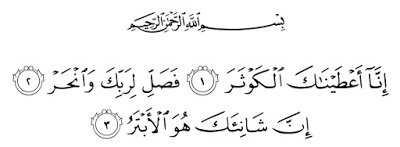 بِسْمِ ٱللَّهِ ٱلرَّحْمَٰنِ ٱلرَّحِيمِ
إِنَّآ أَعْطَيْنَٰكَ ٱلْكَوْثَرَ ١ فَصَلِّ لِرَبِّكَ وَٱنْحَرْ ٢
إِنَّ شَانِئَكَ هُوَ ٱلْأَبْتَرُ ٣